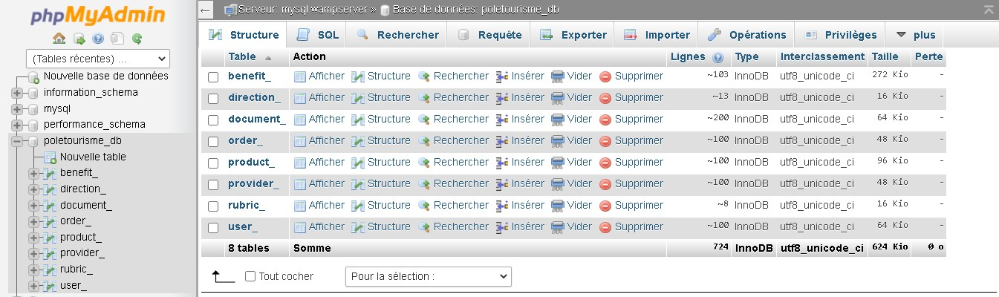 phpMyAdmin
(Tables récentes) ...
Nouvelle base de données
information_schema
mysql
performance_schema
poletourisme_db
Nouvelle table
benefit_
direction_
document_
order_
product_
provider_
rubric_
user_
Serveur: mysql wampserver » Base de données: poletourisme_db
Structure SQL Rechercher Requête Exporter Importer Opérations Privilèges plus
Table Action Lignes Type Interclassement Taille Perte
benefit_ Afficher Structure Rechercher Insérer Vider Supprimer ~103 InnoDB utf8_unicode_ci 272 Kio -
direction_ Afficher Structure Rechercher Insérer Vider Supprimer ~13 InnoDB utf8_unicode_ci 16 Kio -
document_ Afficher Structure Rechercher Insérer Vider Supprimer ~200 InnoDB utf8_unicode_ci 64 Kio -
order_ Afficher Structure Rechercher Insérer Vider Supprimer ~100 InnoDB utf8_unicode_ci 48 Kio -
product_ Afficher Structure Rechercher Insérer Vider Supprimer ~100 InnoDB utf8_unicode_ci 96 Kio -
provider_ Afficher Structure Rechercher Insérer Vider Supprimer ~100 InnoDB utf8_unicode_ci 48 Kio -
rubric_ Afficher Structure Rechercher Insérer Vider Supprimer ~8 InnoDB utf8_unicode_ci 16 Kio -
user_ Afficher Structure Rechercher Insérer Vider Supprimer ~100 InnoDB utf8_unicode_ci 64 Kio -
8 tables Somme 724 InnoDB utf8_unicode_ci 624 Kio 0 o
Tout cocher Pour la sélection :